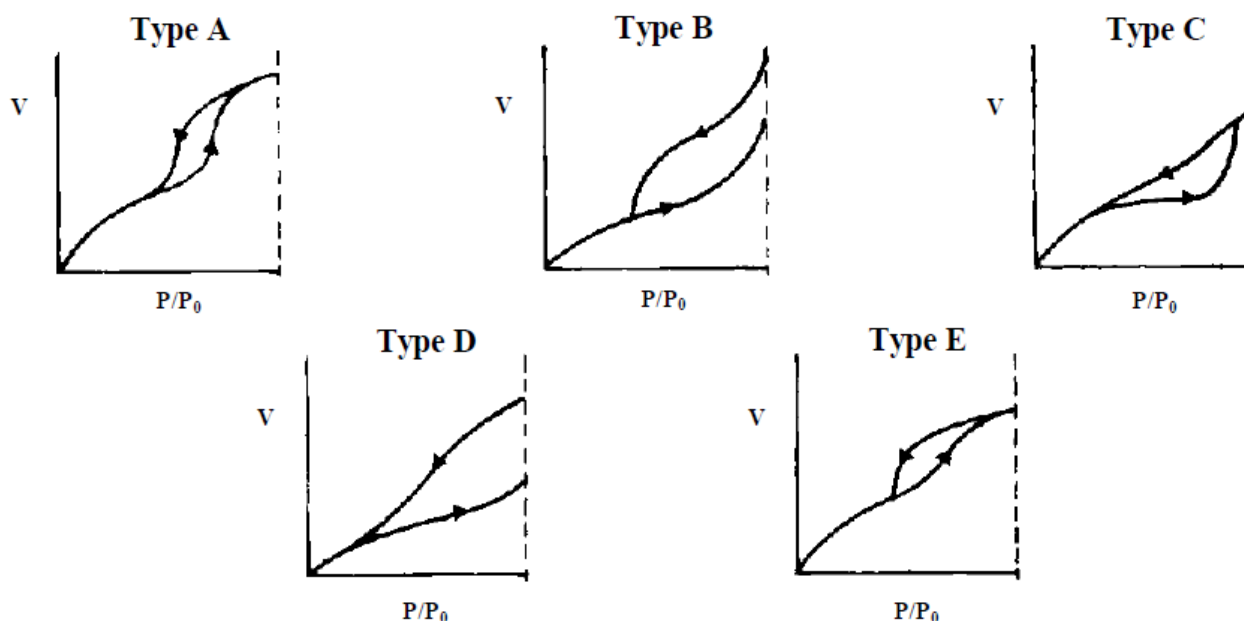 Type A
V
P/P₀
Type B
V
P/P₀
Type C
V
P/P₀
Type D
V
P/P₀
Type E
V
P/P₀